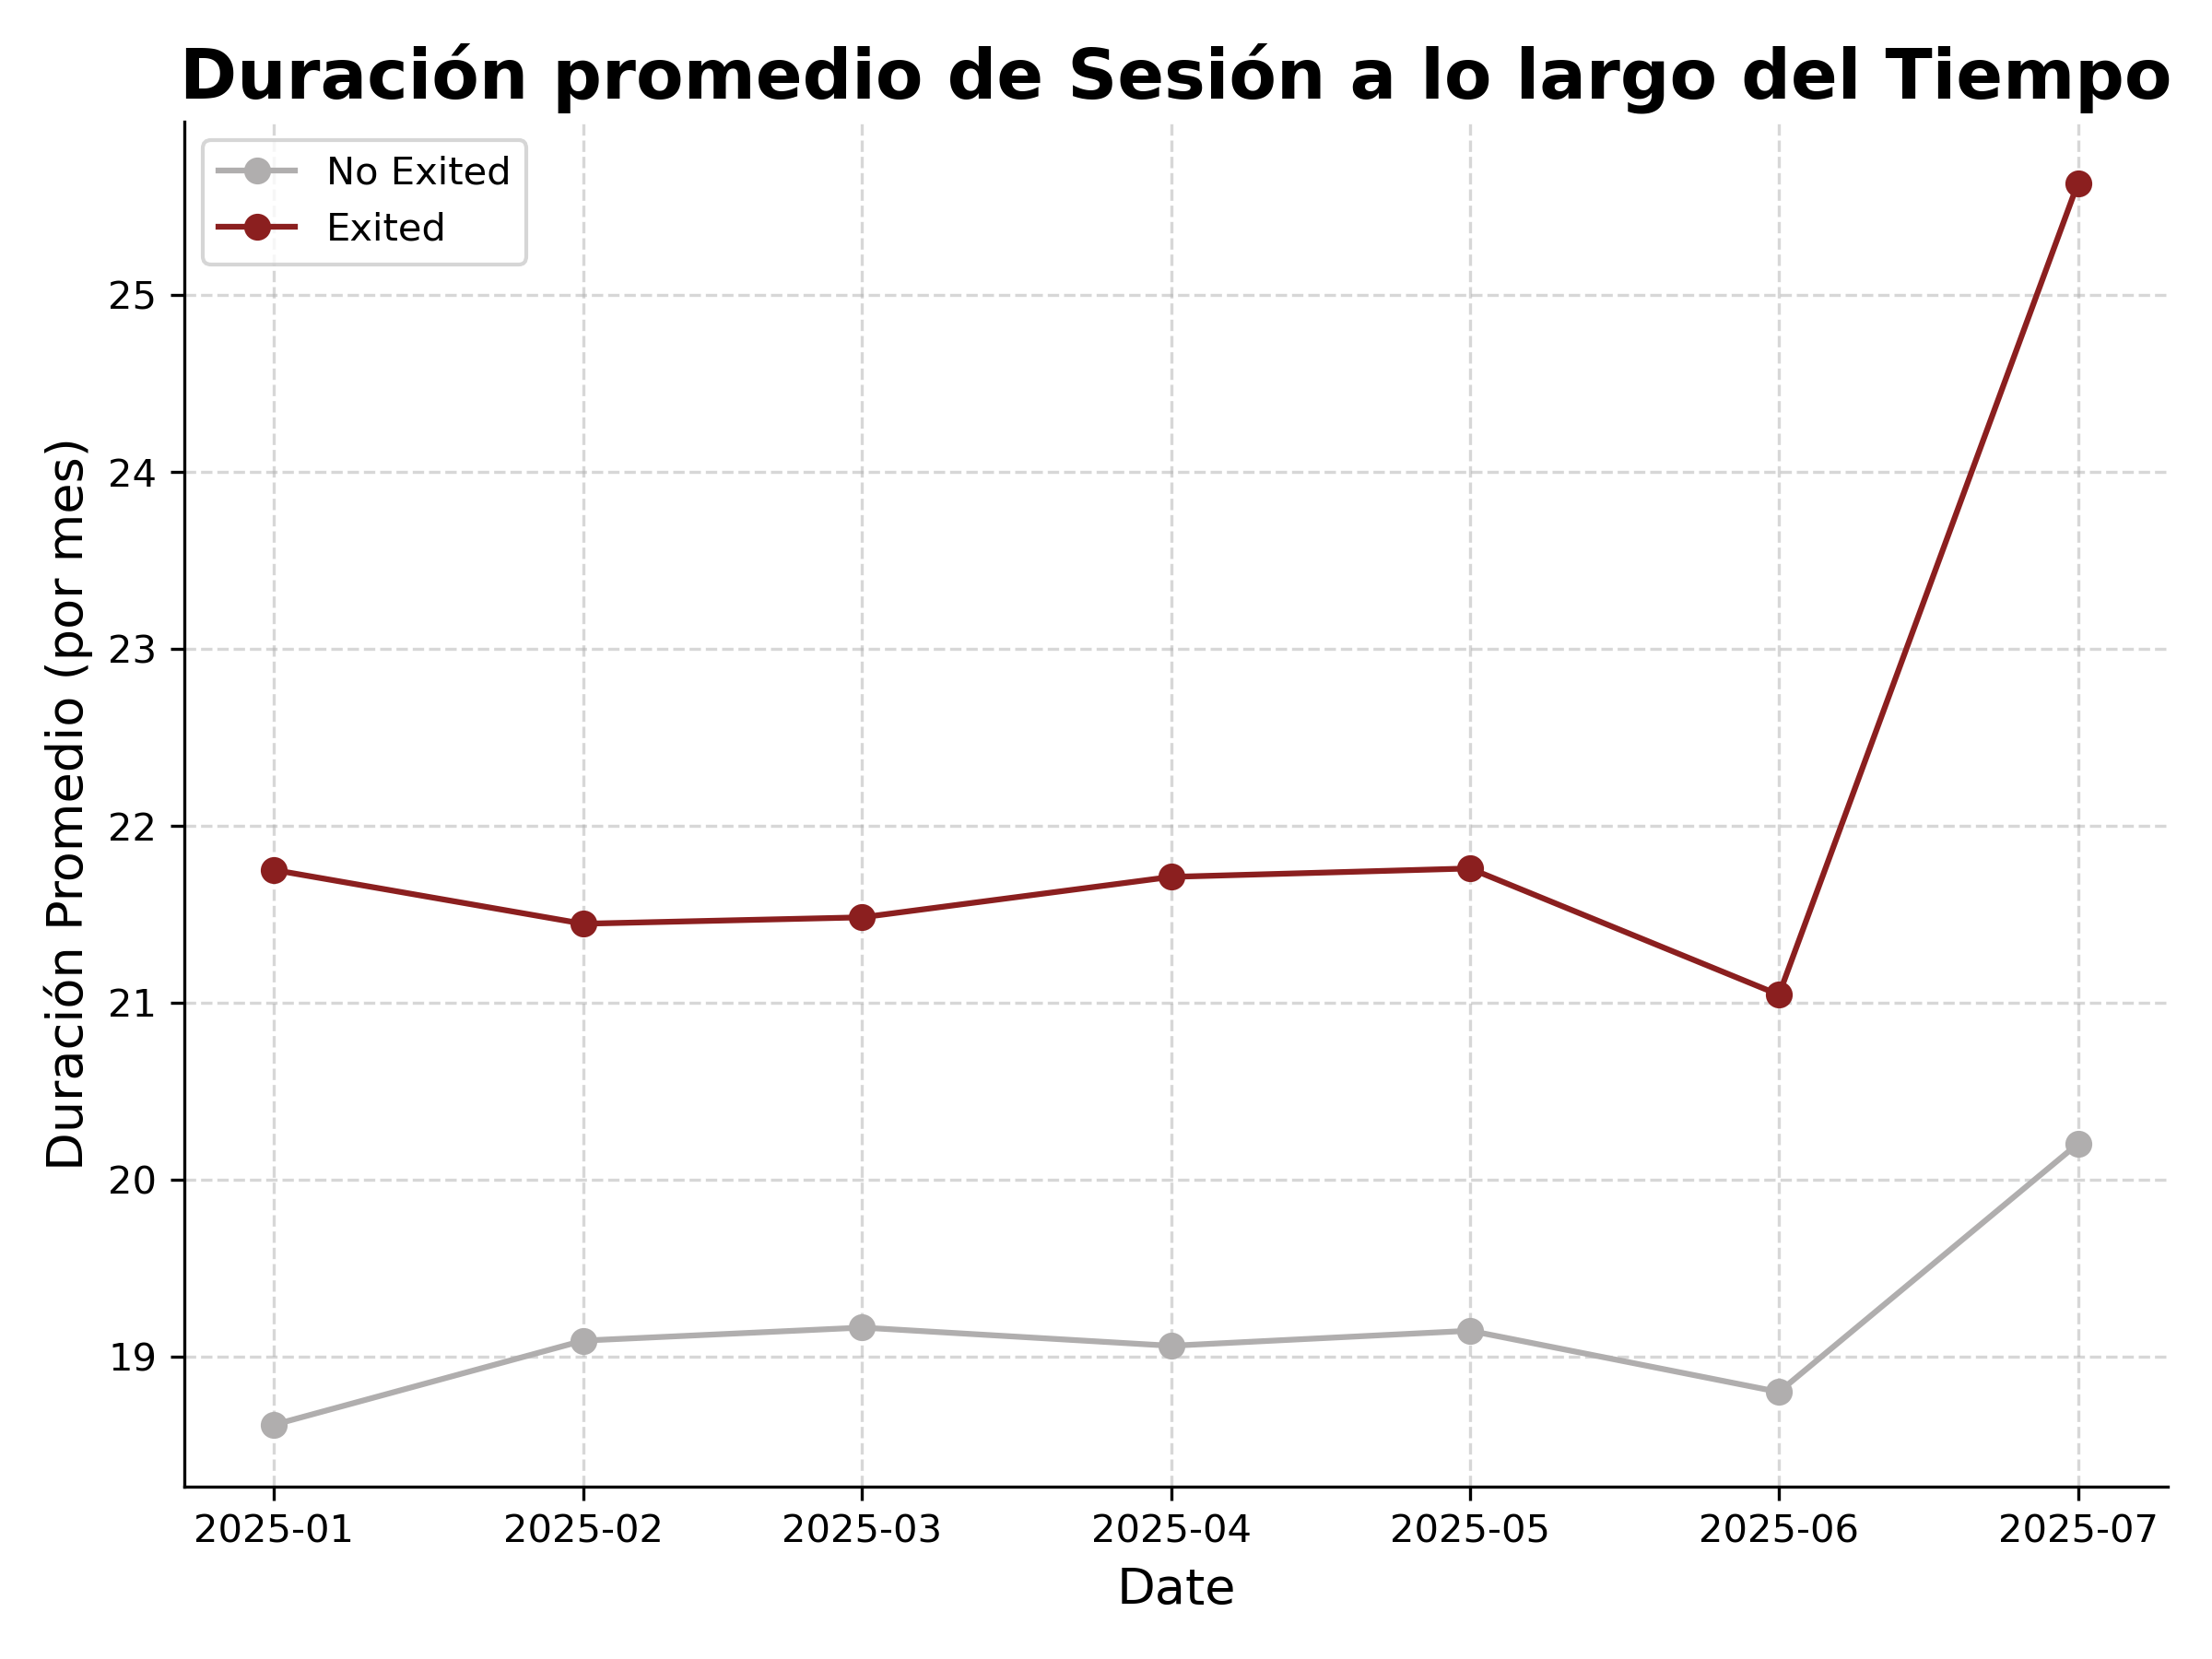 Duración promedio de Sesión a lo largo del Tiempo
No Exited
Exited
Duración Promedio (por mes)
25
24
23
22
21
20
19
2025-01
2025-02
2025-03
2025-04
2025-05
2025-06
2025-07
Date